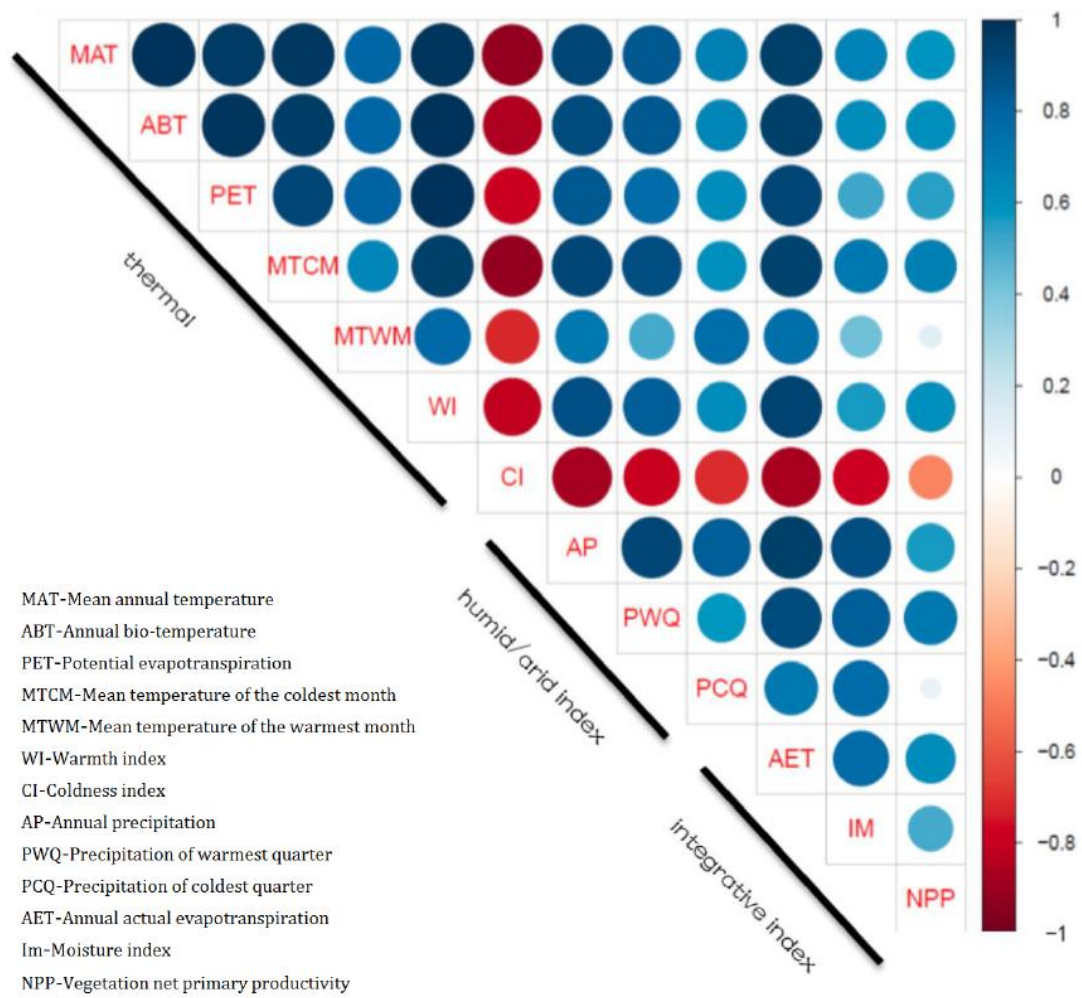 MAT
ABT
PET
MTCM
MTWM
WI
CI
AP
PWQ
PCQ
AET
IM
NPP
thermal
humid/arid index
integrative index
1
0.8
0.6
0.4
0.2
0
−0.2
−0.4
−0.6
−0.8
−1
MAT-Mean annual temperature
ABT-Annual bio-temperature
PET-Potential evapotranspiration
MTCM-Mean temperature of the coldest month
MTWM-Mean temperature of the warmest month
WI-Warmth index
CI-Coldness index
AP-Annual precipitation
PWQ-Precipitation of warmest quarter
PCQ-Precipitation of coldest quarter
AET-Annual actual evapotranspiration
Im-Moisture index
NPP-Vegetation net primary productivity